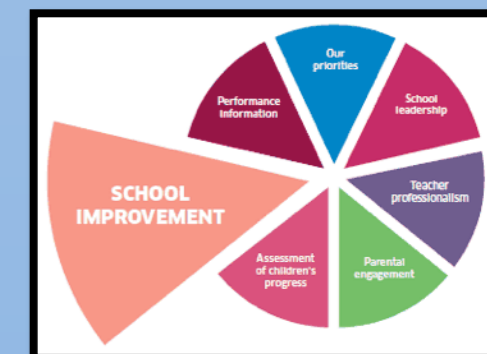 Our
priorities
School
leadership
Teacher
professionalism
Parental
engagement
Assessment
of children's
progress
SCHOOL
IMPROVEMENT
Performance
Information